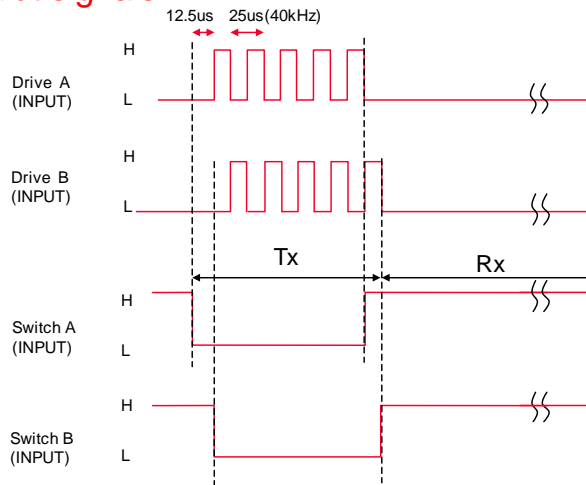 12.5us 25us(40kHz)
H
Drive A
(INPUT)
L
H
Drive B
(INPUT)
L
Tx
Rx
H
Switch A
(INPUT)
L
H
Switch B
(INPUT)
L